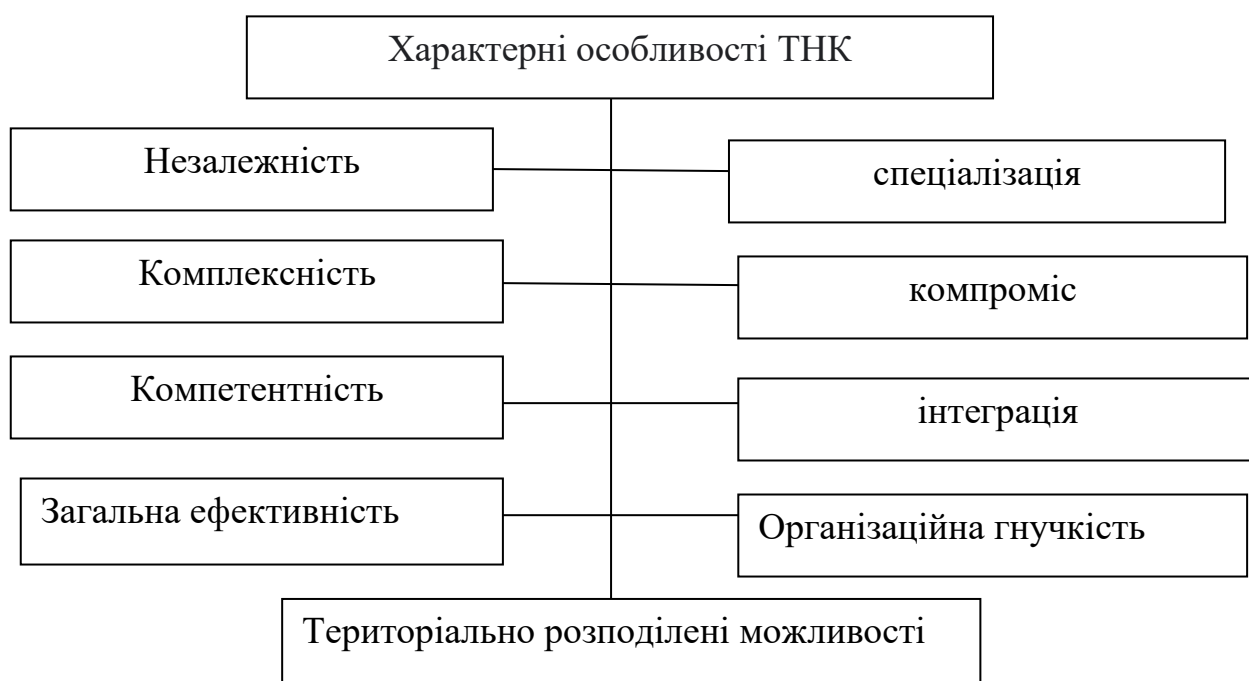 Характерні особливості ТНК
Незалежність
спеціалізація
Комплексність
компроміс
Компетентність
інтеграція
Загальна ефективність
Організаційна гнучкість
Територіально розподілені можливості